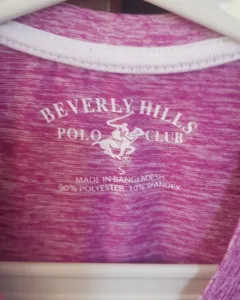 BEVERLY HILLS
POLO CLUB
S
MADE IN BANGLADESH
90% POLYESTER, 10% SPANDEX